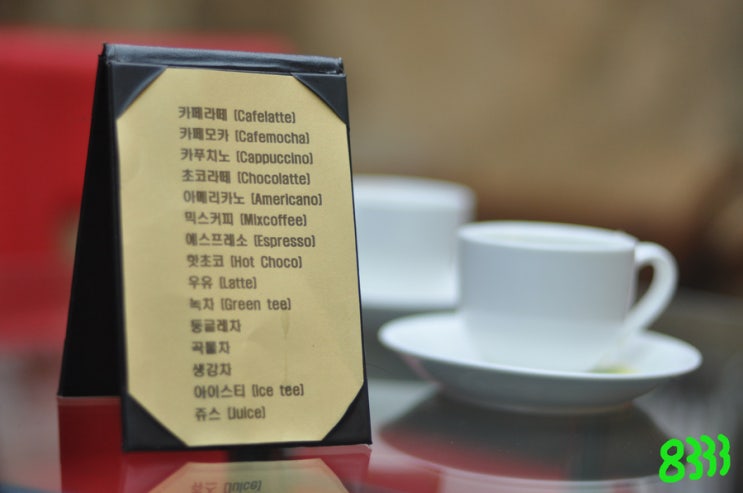 카페라떼 (Cafelatte)
카페모카 (Cafemocha)
카푸치노 (Cappuccino)
초코라떼 (Chocolatte)
아메리카노 (Americano)
믹스커피 (Mixcoffee)
에스프레소 (Espresso)
핫초코 (Hot Choco)
우유 (Latte)
녹차 (Green tee)
둥글레차
곡물차
생강차
아이스티 (Ice tee)
쥬스 (Juice)
8333